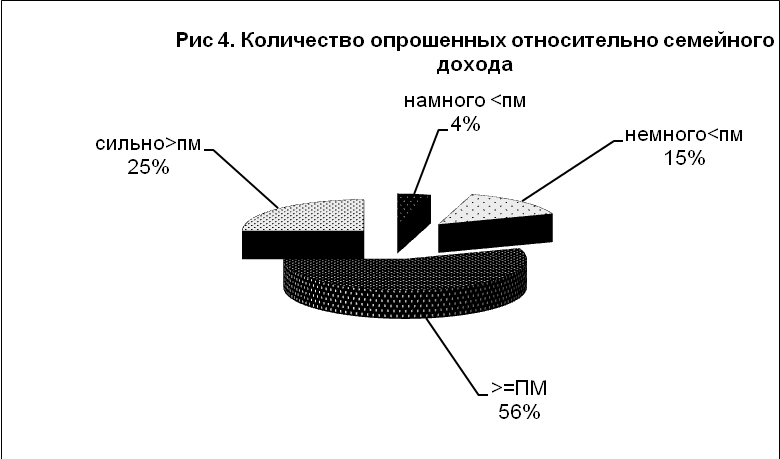 Рис 4. Количество опрошенных относительно семейного
дохода
намного <пм
4%
немного<пм
15%
сильно>пм
25%
>=ПМ
56%